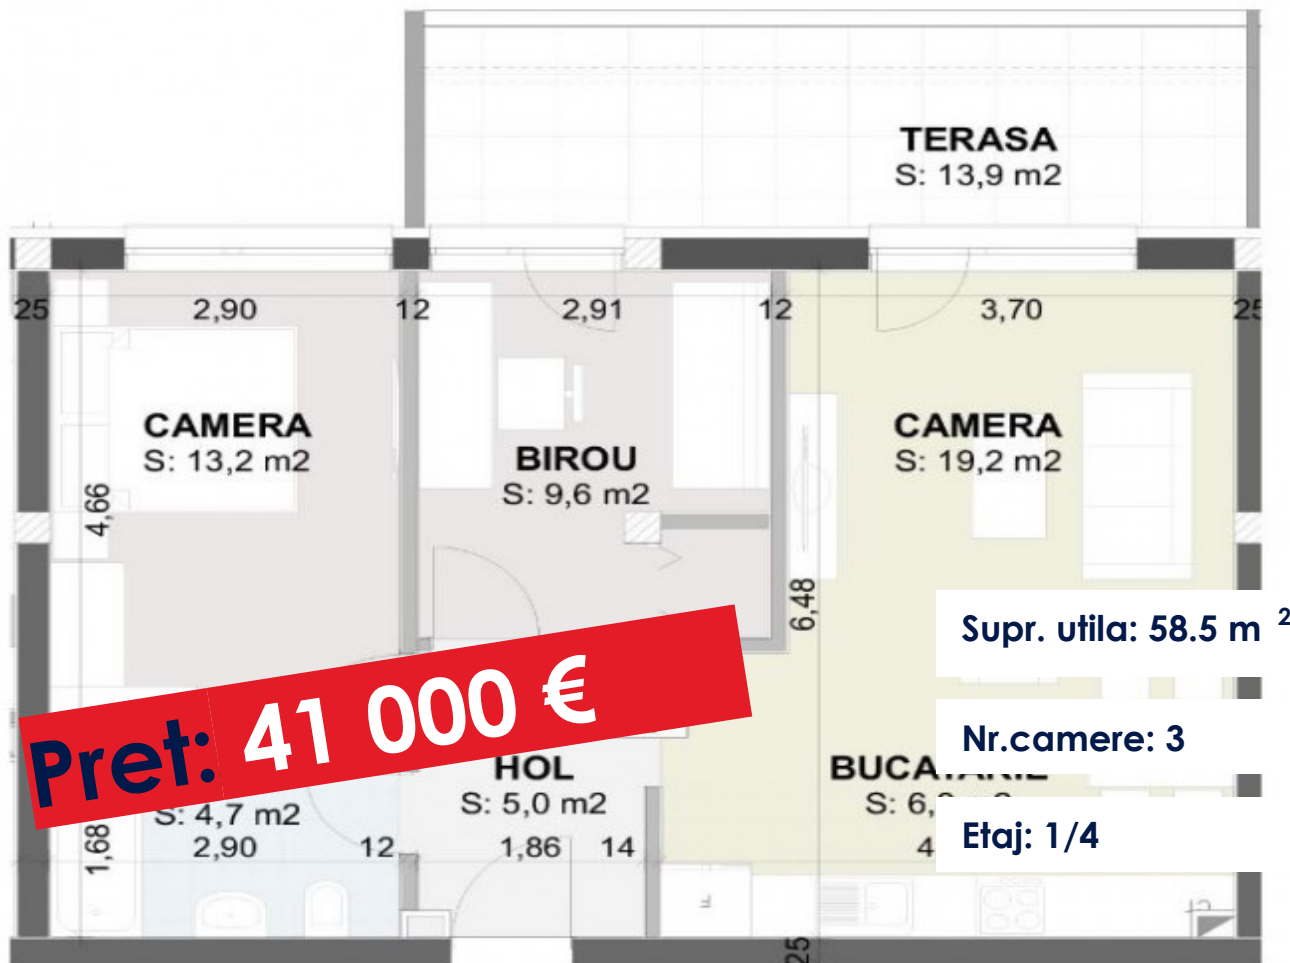 TERASA
S: 13,9 m2
25
2,90
12
2,91
12
3,70
25
CAMERA
S: 13,2 m2
BIROU
S: 9,6 m2
CAMERA
S: 19,2 m2
4,66
6,48
Supr. utila: 58.5 m 2
Pret: 41 000 €
Nr.camere: 3
HOL
S: 5,0 m2
S: 4,7 m2
Etaj: 1/4
1,68
2,90
12
1,86
14
25